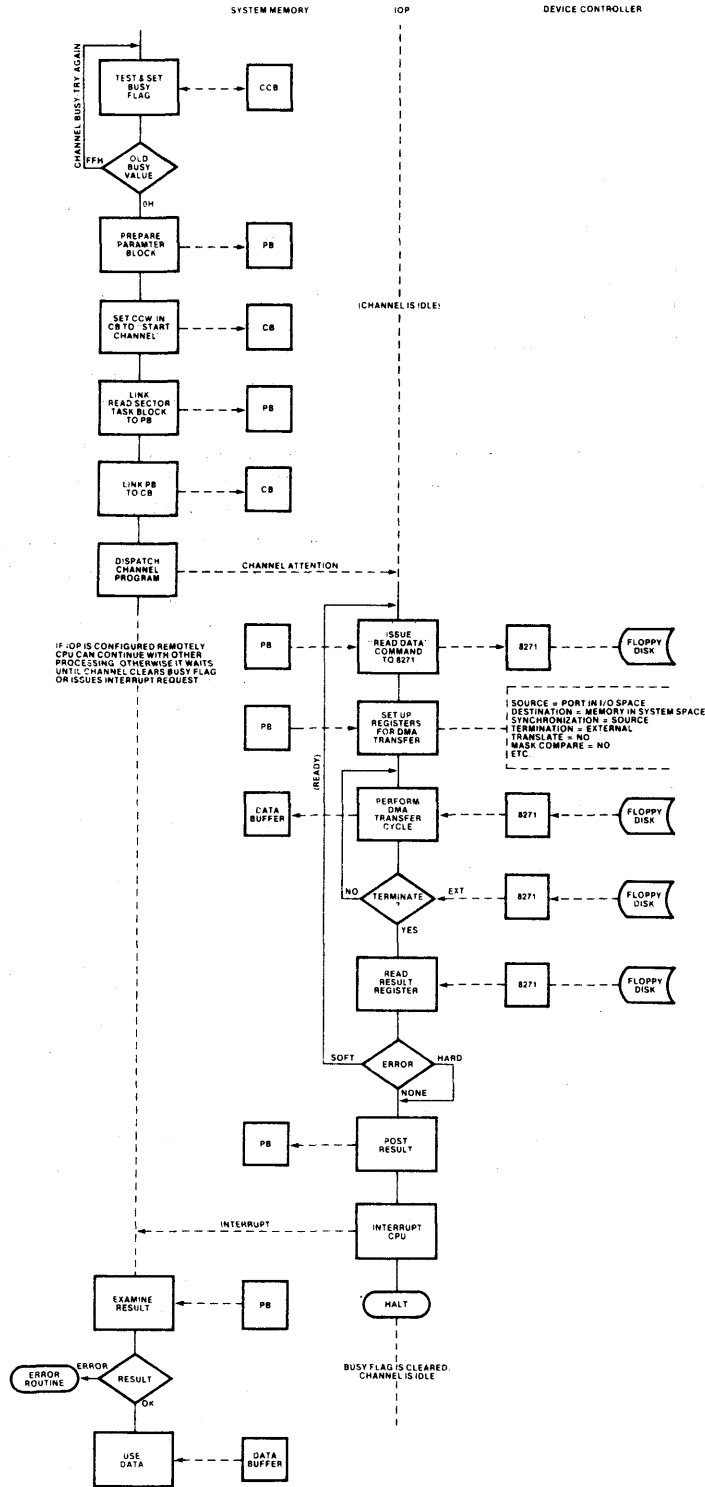 SYSTEM MEMORY
IOP
DEVICE CONTROLLER
CHANNEL BUSY-TRY AGAIN
TEST & SET
BUSY
FLAG
CCB
FFH
OLD
BUSY
VALUE
0H
PREPARE
PARAMTER
BLOCK
PB
(CHANNEL IS IDLE)
SET CCW IN
CB TO "START
CHANNEL"
CB
LINK
READ SECTOR
TASK BLOCK
TO PB
PB
LINK PB
TO CB
CB
DISPATCH
CHANNEL
PROGRAM
CHANNEL ATTENTION
IF IOP IS CONFIGURED REMOTELY
CPU CAN CONTINUE WITH OTHER
PROCESSING. OTHERWISE IT WAITS
UNTIL CHANNEL CLEARS BUSY FLAG
OR ISSUES INTERRUPT REQUEST
PB
ISSUE
"READ DATA"
COMMAND
TO 8271
8271
FLOPPY
DISK
PB
SET UP
REGISTERS
FOR DMA
TRANSFER
SOURCE = PORT IN I/O SPACE
DESTINATION = MEMORY IN SYSTEM SPACE
SYNCHRONIZATION = SOURCE
TERMINATION = EXTERNAL
TRANSLATE = NO
MASK COMPARE = NO
ETC.
(READY)
DATA
BUFFER
PERFORM
DMA
TRANSFER
CYCLE
8271
FLOPPY
DISK
NO
TERMINATE
?
EXT
8271
FLOPPY
DISK
YES
READ
RESULT
REGISTER
8271
FLOPPY
DISK
SOFT
ERROR
HARD
NONE
PB
POST
RESULT
INTERRUPT
INTERRUPT
CPU
EXAMINE
RESULT
PB
HALT
ERROR
ROUTINE
ERROR
RESULT
OK
BUSY FLAG IS CLEARED,
CHANNEL IS IDLE
USE
DATA
DATA
BUFFER